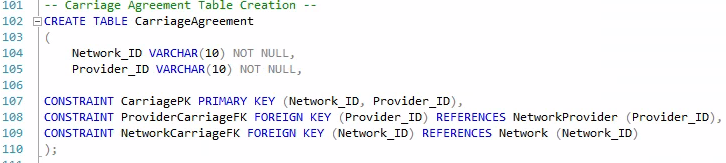 101 -- Carriage Agreement Table Creation --
102 CREATE TABLE CarriageAgreement
103 (
104 Network_ID VARCHAR(10) NOT NULL,
105 Provider_ID VARCHAR(10) NOT NULL,
106
107 CONSTRAINT CarriagePK PRIMARY KEY (Network_ID, Provider_ID),
108 CONSTRAINT ProviderCarriageFK FOREIGN KEY (Provider_ID) REFERENCES NetworkProvider (Provider_ID),
109 CONSTRAINT NetworkCarriageFK FOREIGN KEY (Network_ID) REFERENCES Network (Network_ID)
110 );